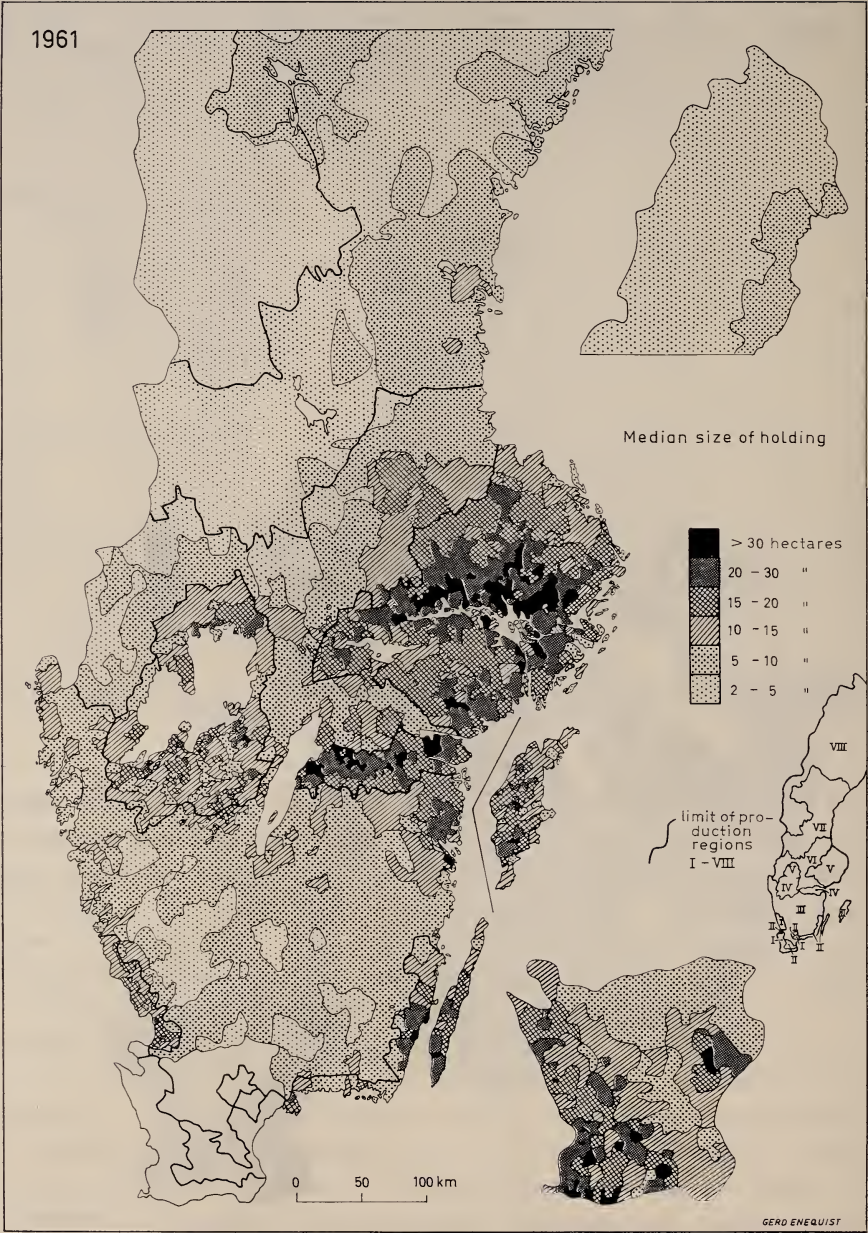 1961
Median size of holding
> 30 hectares
20 - 30 "
15 - 20 "
10 - 15 "
5 - 10 "
2 - 5 "
limit of pro-
duction
regions
I - VIII
VIII
VII
VI
V
V
IV
IV
III
II
I
I
I
II
II
0 50 100 km
GERD ENEQUIST